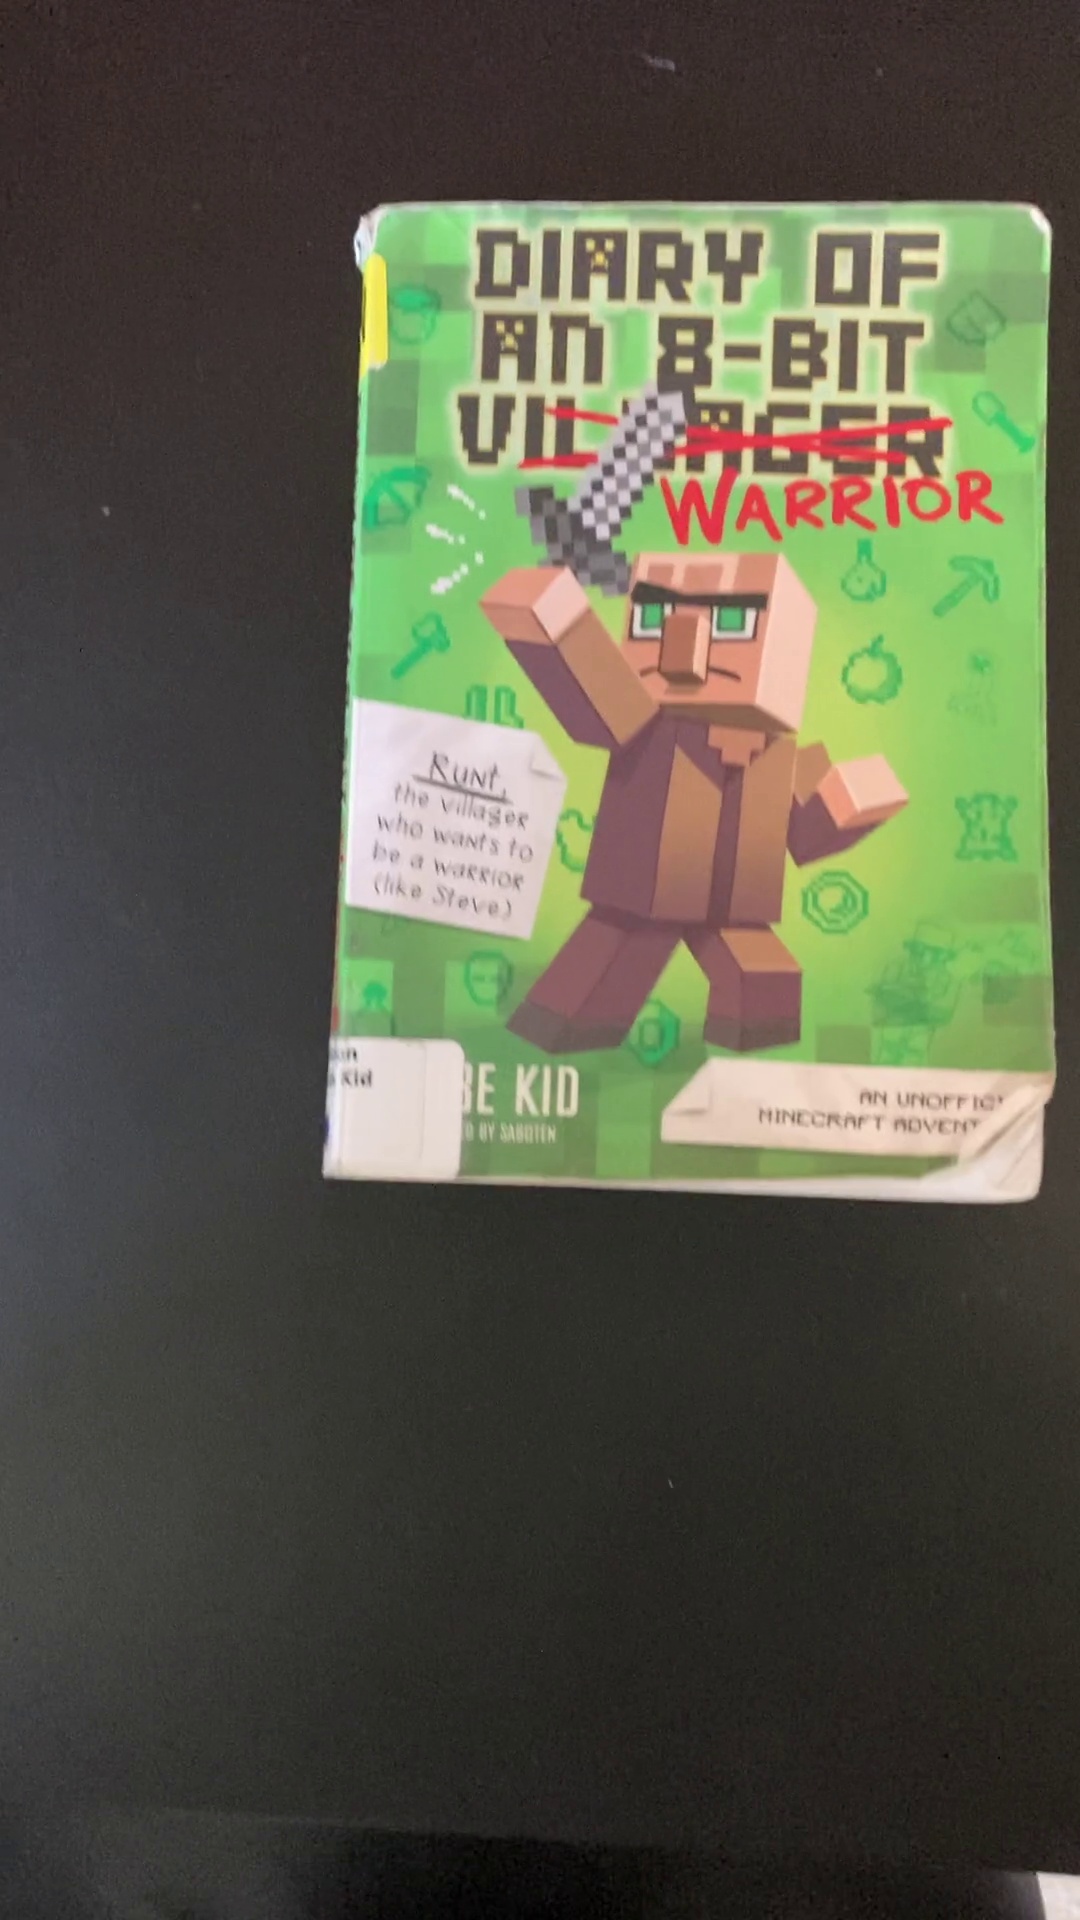 DIARY OF
AN 8-BIT
VILLAGER
WARRIOR
Runt,
the villager
who wants to
be a warrior
(like Steve)
Kid
BE KID
BY SABOTEN
AN UNOFFIC
MINECRAFT ADVENT